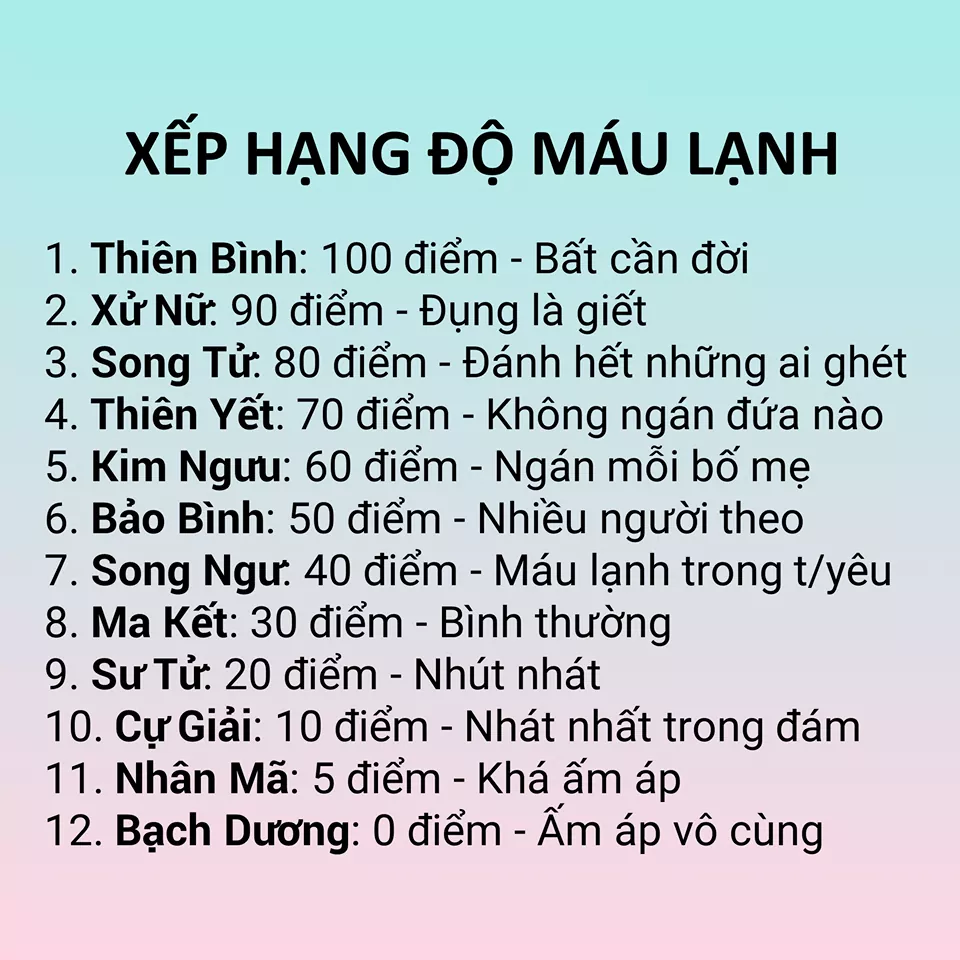 XẾP HẠNG ĐỘ MÁU LẠNH
1. Thiên Bình: 100 điểm - Bất cần đời
2. Xử Nữ: 90 điểm - Đụng là giết
3. Song Tử: 80 điểm - Đánh hết những ai ghét
4. Thiên Yết: 70 điểm - Không ngán đứa nào
5. Kim Ngưu: 60 điểm - Ngán mỗi bố mẹ
6. Bảo Bình: 50 điểm - Nhiều người theo
7. Song Ngư: 40 điểm - Máu lạnh trong t/yêu
8. Ma Kết: 30 điểm - Bình thường
9. Sư Tử: 20 điểm - Nhút nhát
10. Cự Giải: 10 điểm - Nhát nhất trong đám
11. Nhân Mã: 5 điểm - Khá ấm áp
12. Bạch Dương: 0 điểm - Ấm áp vô cùng